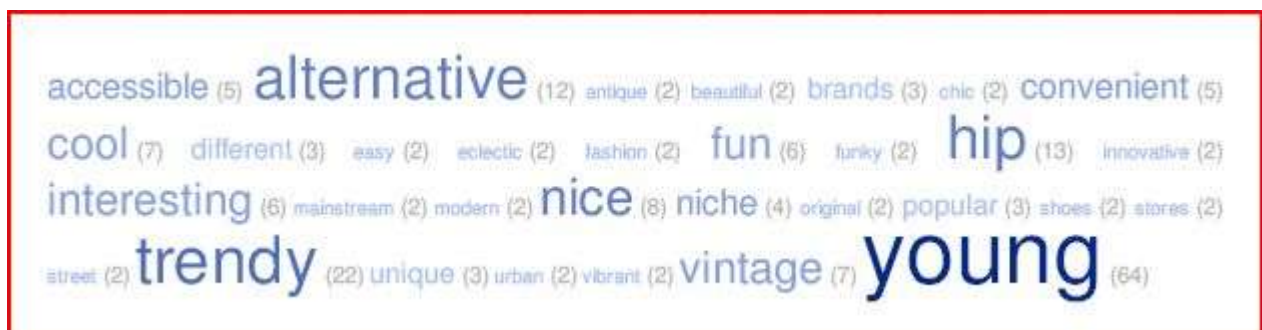 accessible (5) alternative (12) antique (2) beautiful (2) brands (3) chic (2) convenient (5)
cool (7) different (3) easy (2) eclectic (2) fashion (2) fun (6) funky (2) hip (13) innovative (2)
interesting (6) mainstream (2) modern (2) nice (8) niche (4) original (2) popular (3) shoes (2) stores (2)
street (2) trendy (22) unique (3) urban (2) vibrant (2) vintage (7) young (64)